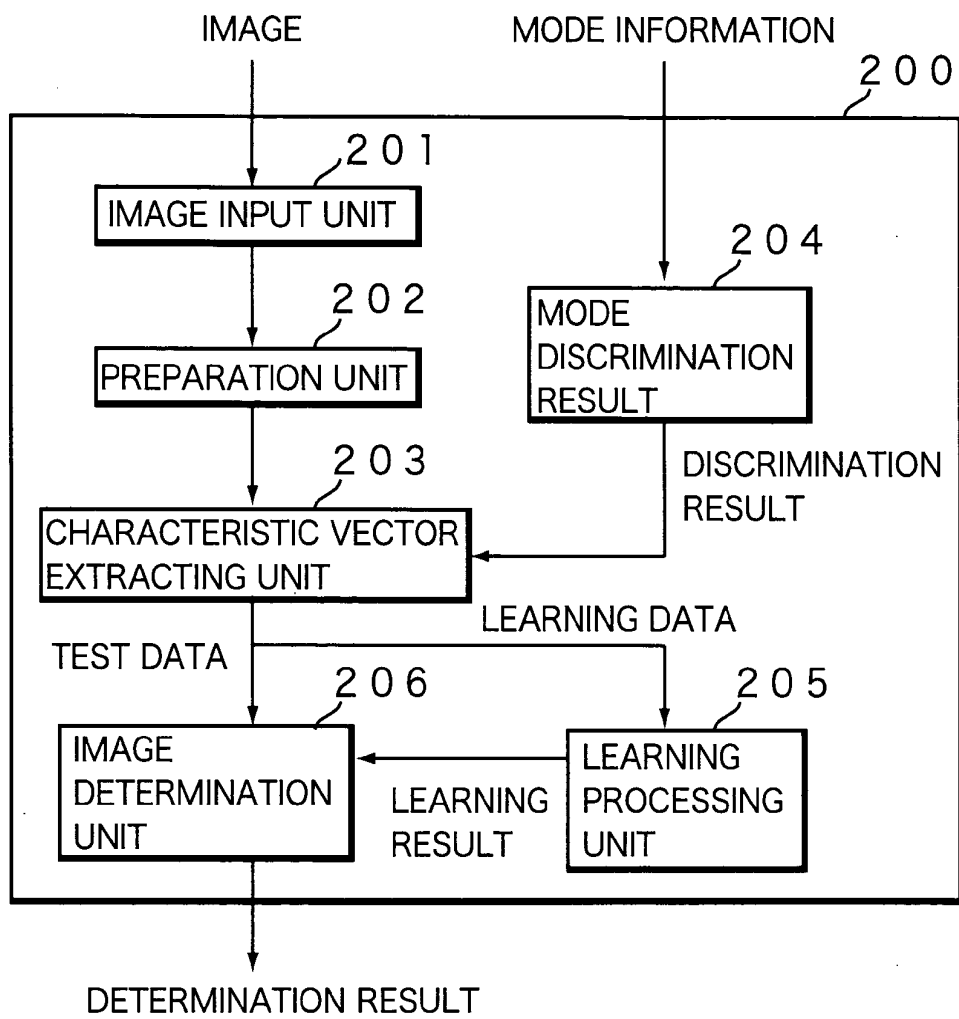 IMAGE
MODE INFORMATION
200
201
IMAGE INPUT UNIT
204
MODE
DISCRIMINATION
RESULT
202
PREPARATION UNIT
203
DISCRIMINATION
RESULT
CHARACTERISTIC VECTOR
EXTRACTING UNIT
LEARNING DATA
TEST DATA
206
205
IMAGE
DETERMINATION
UNIT
LEARNING
RESULT
LEARNING
PROCESSING
UNIT
DETERMINATION RESULT